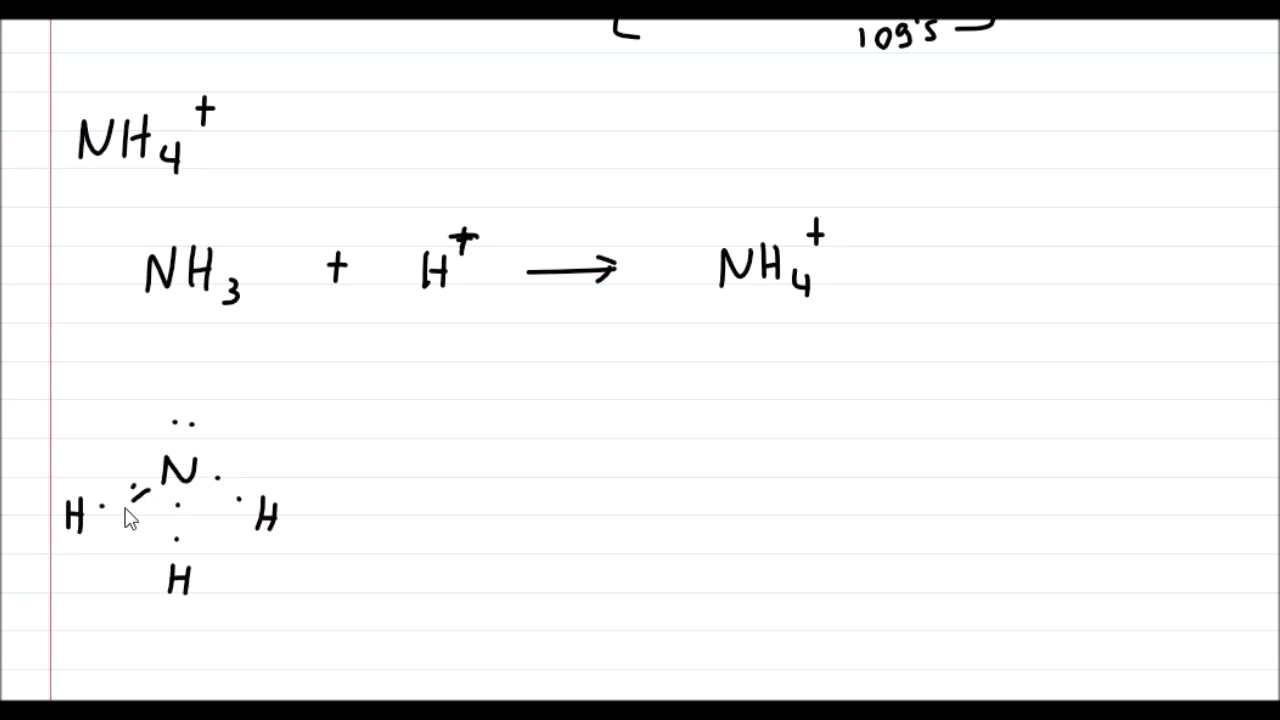 109.5
NH₄⁺
NH₃ + H⁺ → NH₄⁺
N
H H
H